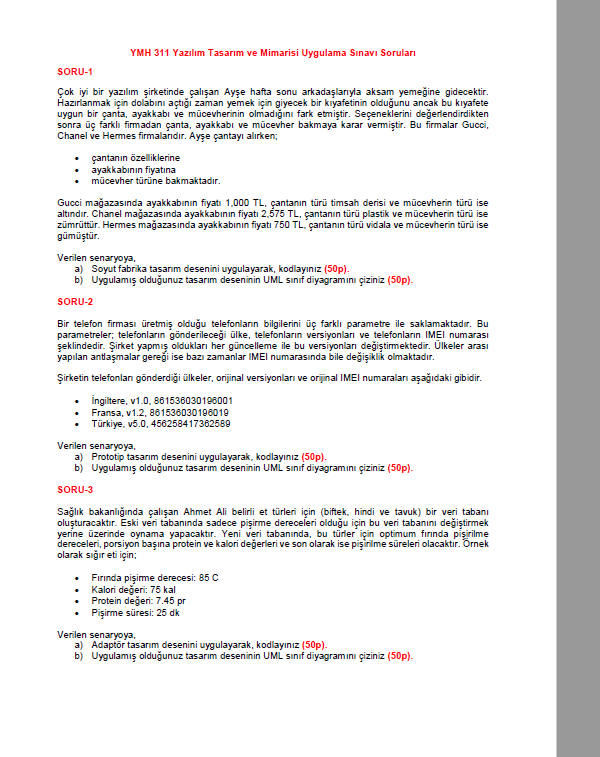 YMH 311 Yazılım Tasarım ve Mimarisi Uygulama Sınavı Soruları
SORU-1
Çok iyi bir yazılım şirketinde çalışan Ayşe hafta sonu arkadaşlarıyla aksam yemeğine gidecektir.
Hazırlanmak için dolabını açtığı zaman yemek için giyecek bir kıyafetinin olduğunu ancak bu kıyafete
uygun bir çanta, ayakkabı ve mücevherinin olmadığını fark etmiştir. Seçeneklerini değerlendirdikten
sonra üç farklı firmadan çanta, ayakkabı ve mücevher bakmaya karar vermiştir. Bu firmalar Gucci,
Chanel ve Hermes firmalarıdır. Ayşe çantayı alırken;
• çantanın özelliklerine
• ayakkabının fiyatına
• mücevher türüne bakmaktadır.
Gucci mağazasında ayakkabının fiyatı 1,000 TL, çantanın türü timsah derisi ve mücevherin türü ise
altındır. Chanel mağazasında ayakkabının fiyatı 2,575 TL, çantanın türü plastik ve mücevherin türü ise
zümrüttür. Hermes mağazasında ayakkabının fiyatı 750 TL, çantanın türü vidala ve mücevherin türü ise
gümüştür.
Verilen senaryoya,
a) Soyut fabrika tasarım desenini uygulayarak, kodlayınız (50p).
b) Uygulamış olduğunuz tasarım deseninin UML sınıf diyagramını çiziniz (50p).
SORU-2
Bir telefon firması üretmiş olduğu telefonların bilgilerini üç farklı parametre ile saklamaktadır. Bu
parametreler; telefonların gönderileceği ülke, telefonların versiyonları ve telefonların IMEI numarası
şeklindedir. Şirket yapmış oldukları her güncelleme ile bu versiyonları değiştirmektedir. Ülkeler arası
yapılan antlaşmalar gereği ise bazı zamanlar IMEI numarasında bile değişiklik olmaktadır.
Şirketin telefonları gönderdiği ülkeler, orijinal versiyonları ve orijinal IMEI numaraları aşağıdaki gibidir.
• İngiltere, v1.0, 861536030196001
• Fransa, v1.2, 861536030196019
• Türkiye, v5.0, 456258417362589
Verilen senaryoya,
a) Prototip tasarım desenini uygulayarak, kodlayınız (50p).
b) Uygulamış olduğunuz tasarım deseninin UML sınıf diyagramını çiziniz (50p).
SORU-3
Sağlık bakanlığında çalışan Ahmet Ali belirli et türleri için (biftek, hindi ve tavuk) bir veri tabanı
oluşturacaktır. Eski veri tabanında sadece pişirme dereceleri olduğu için bu veri tabanını değiştirmek
yerine üzerinde oynama yapacaktır. Yeni veri tabanında, bu türler için optimum fırında pişirilme
dereceleri, porsiyon başına protein ve kalori değerleri ve son olarak ise pişirilme süreleri olacaktır. Örnek
olarak sığır eti için;
• Fırında pişirme derecesi: 85 C
• Kalori değeri: 75 kal
• Protein değeri: 7.45 pr
• Pişirme süresi: 25 dk
Verilen senaryoya,
a) Adaptör tasarım desenini uygulayarak, kodlayınız (50p).
b) Uygulamış olduğunuz tasarım deseninin UML sınıf diyagramını çiziniz (50p).